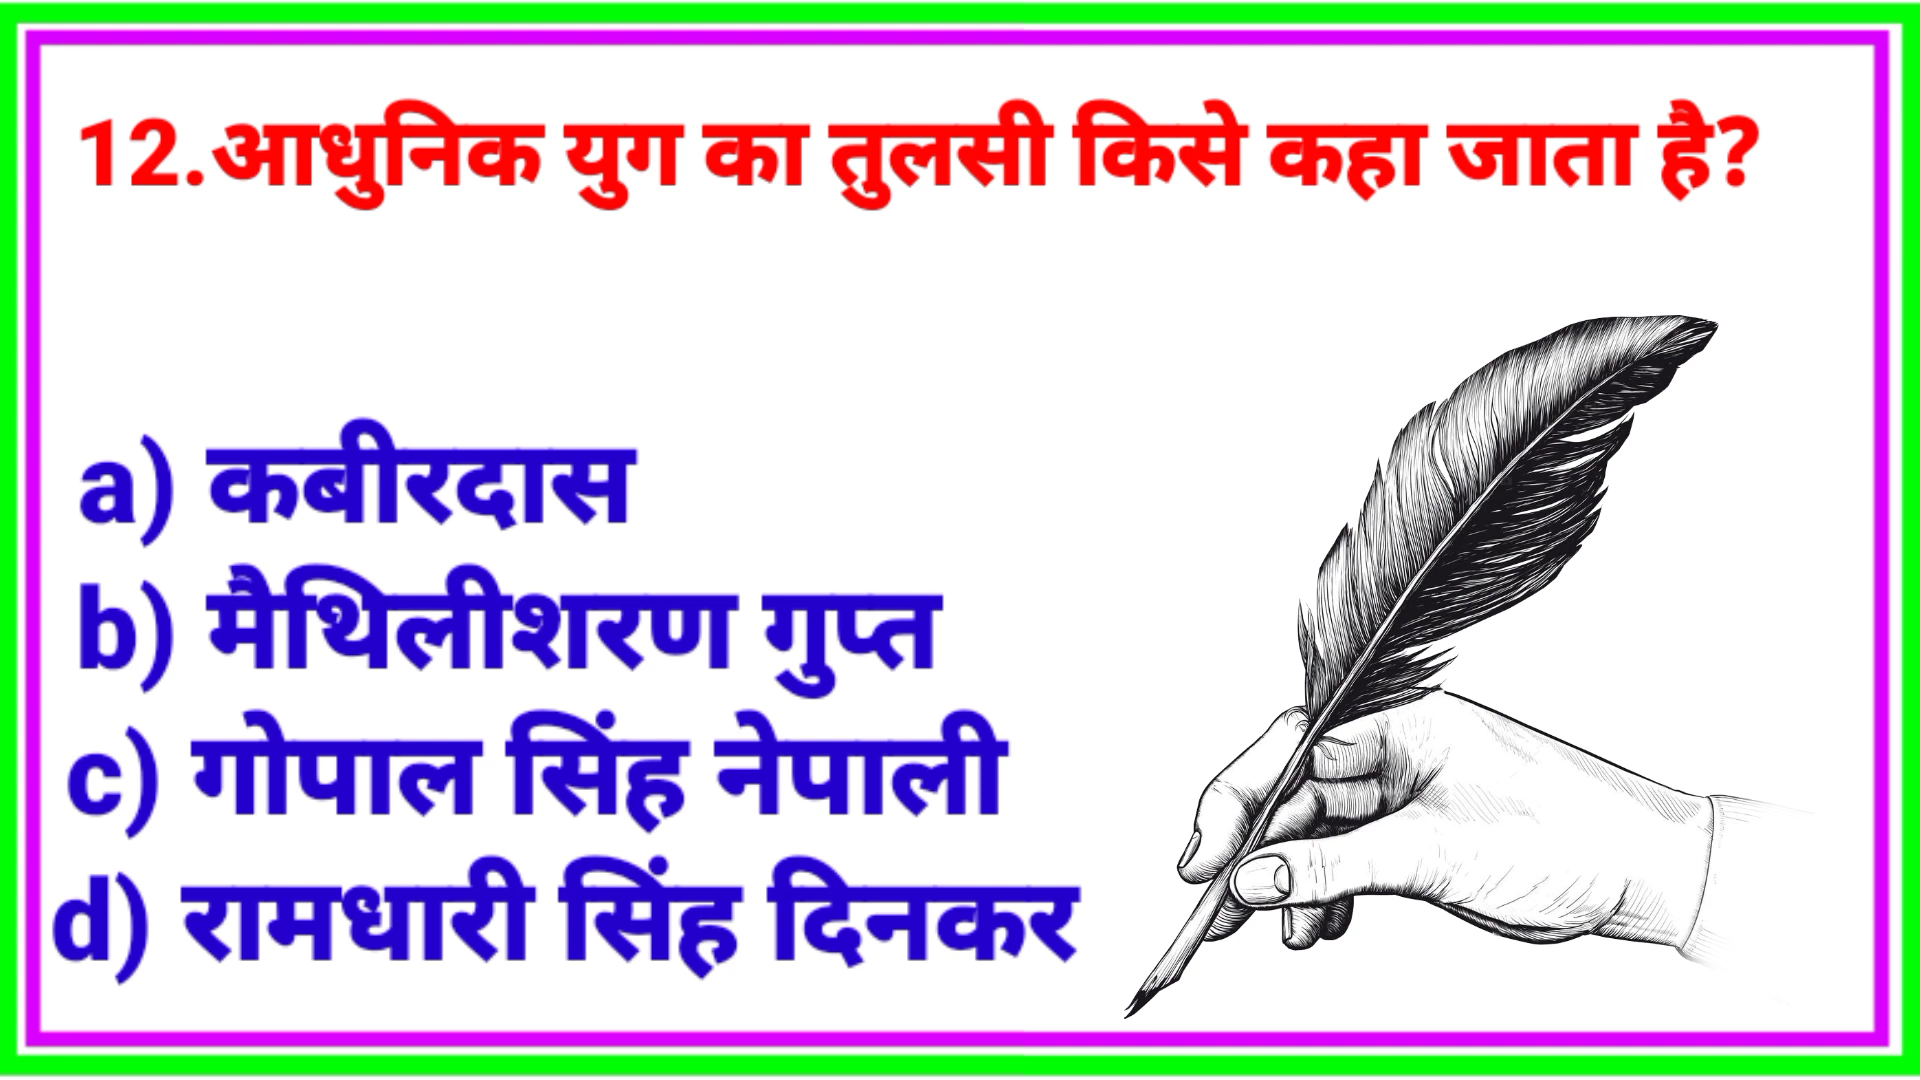 12.आधुनिक युग का तुलसी किसे कहा जाता है?
a) कबीरदास
b) मैथिलीशरण गुप्त
c) गोपाल सिंह नेपाली
d) रामधारी सिंह दिनकर